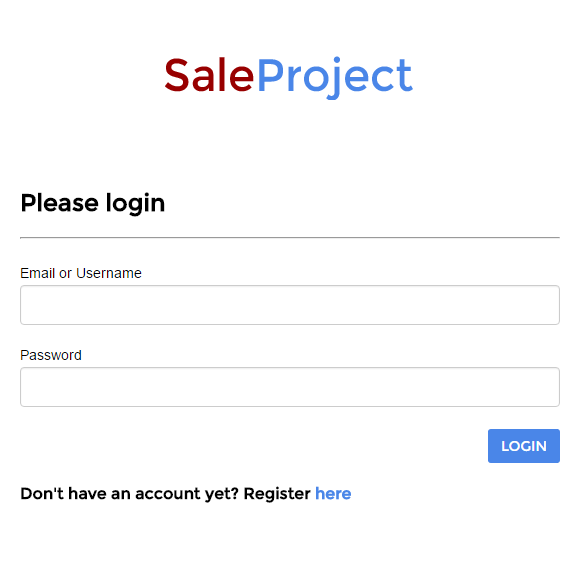 SaleProject
Please login
Email or Username
Password
LOGIN
Don't have an account yet? Register here